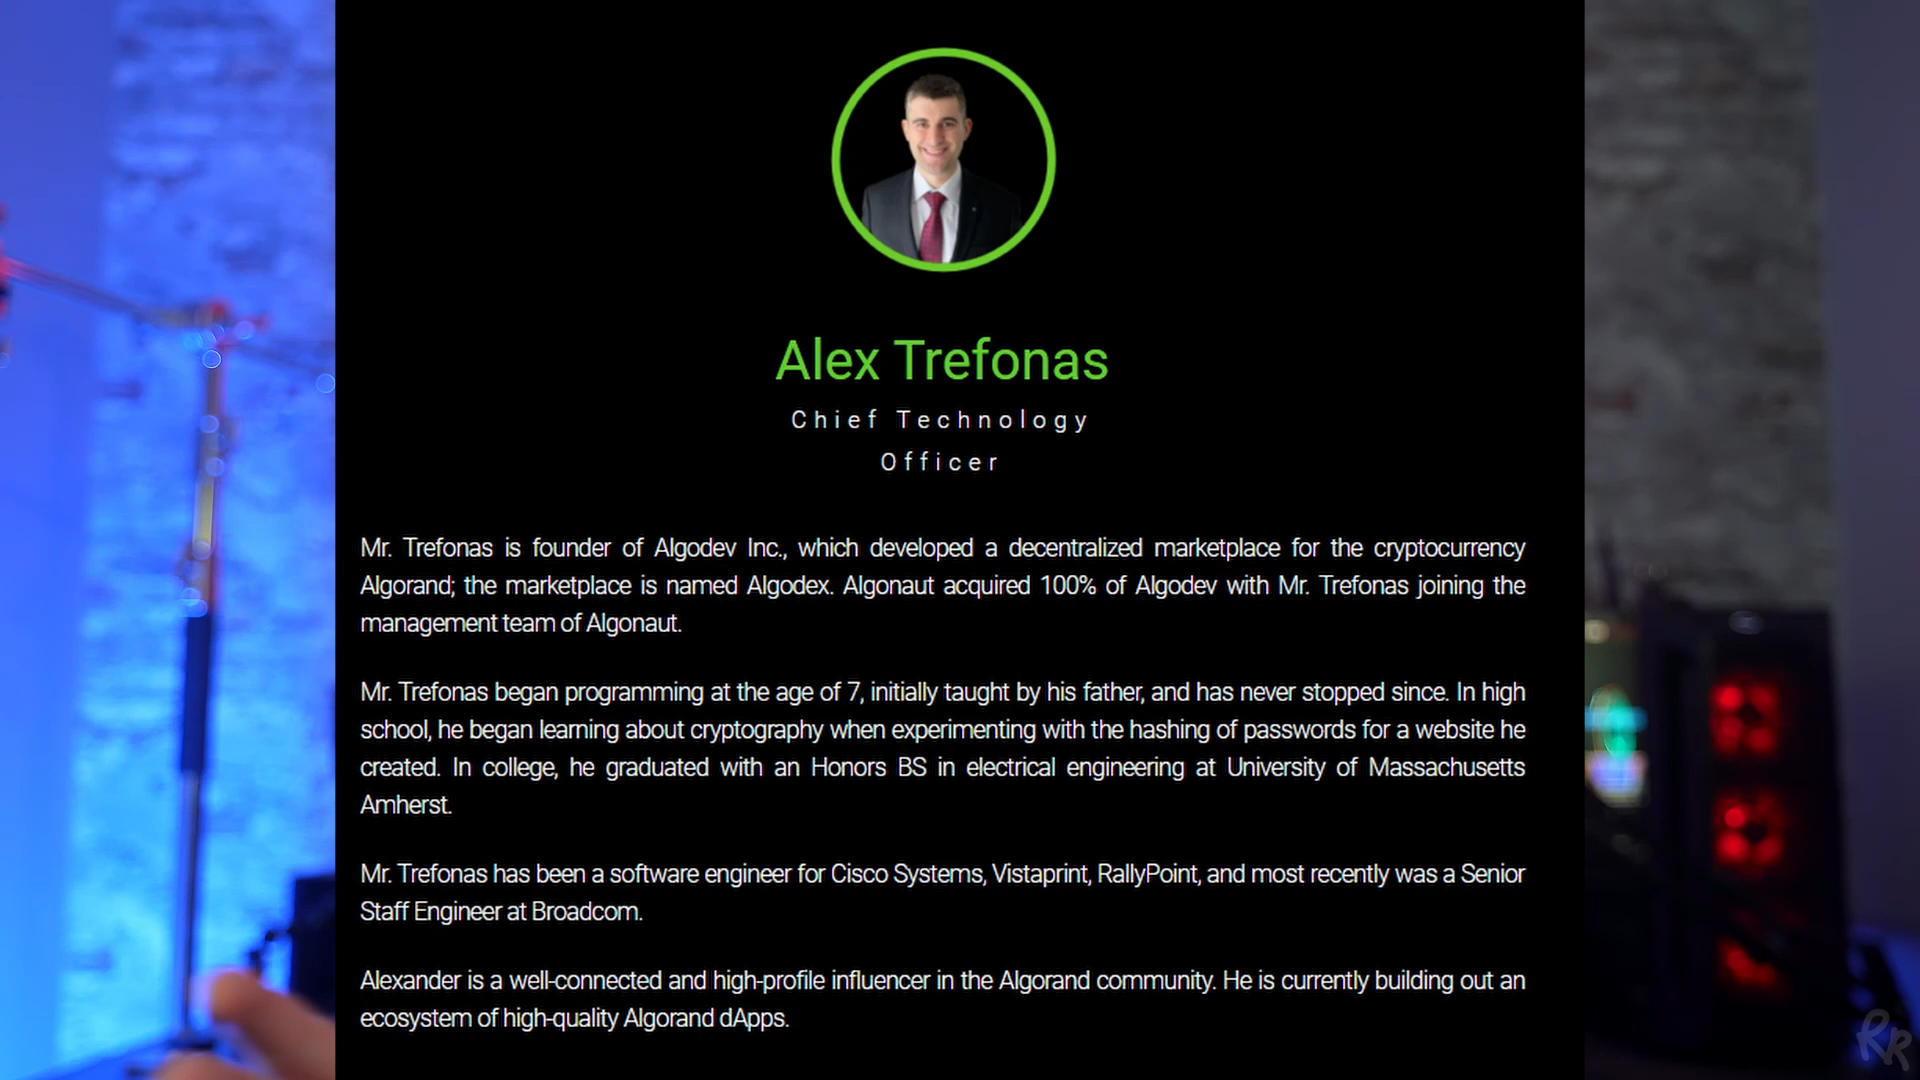 Alex Trefonas
Chief Technology
Officer
Mr. Trefonas is founder of Algodev Inc., which developed a decentralized marketplace for the cryptocurrency
Algorand; the marketplace is named Algodex. Algonaut acquired 100% of Algodev with Mr. Trefonas joining the
management team of Algonaut.
Mr. Trefonas began programming at the age of 7, initially taught by his father, and has never stopped since. In high
school, he began learning about cryptography when experimenting with the hashing of passwords for a website he
created. In college, he graduated with an Honors BS in electrical engineering at University of Massachusetts
Amherst.
Mr. Trefonas has been a software engineer for Cisco Systems, Vistaprint, RallyPoint, and most recently was a Senior
Staff Engineer at Broadcom.
Alexander is a well-connected and high-profile influencer in the Algorand community. He is currently building out an
ecosystem of high-quality Algorand dApps.
RR